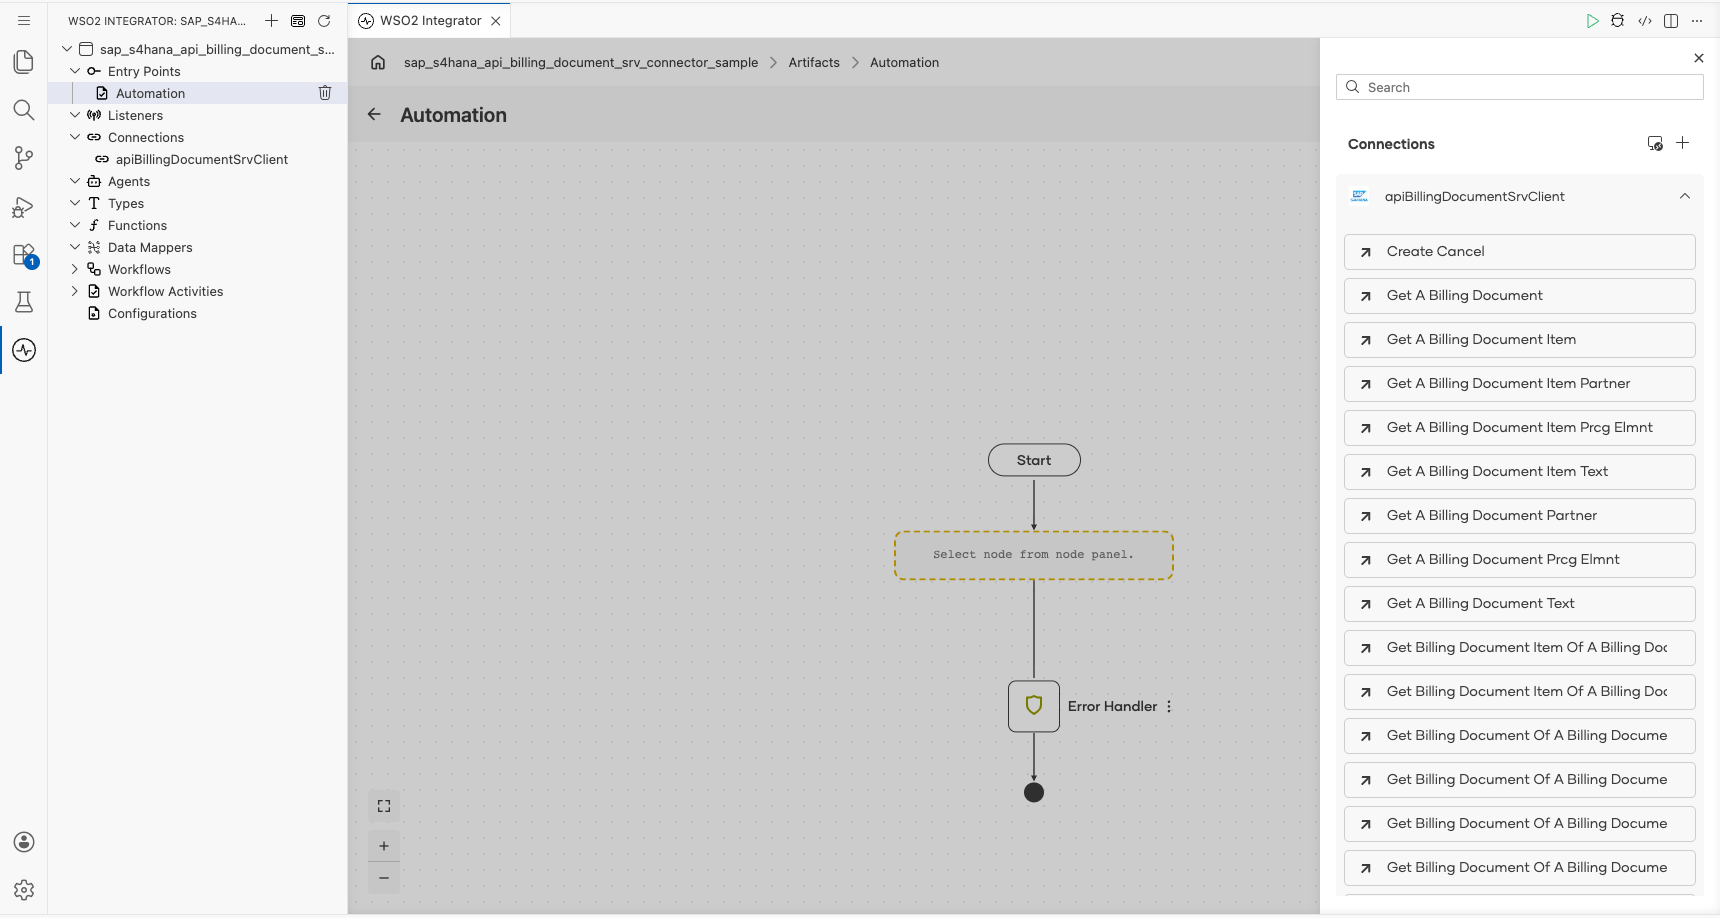 WSO2 INTEGRATOR: SAP_S4HA...
WSO2 Integrator
sap_s4hana_api_billing_document_s...
Entry Points
Automation
Listeners
Connections
apiBillingDocumentSrvClient
Agents
Types
Functions
Data Mappers
Workflows
Workflow Activities
Configurations
1
sap_s4hana_api_billing_document_srv_connector_sample
Artifacts
Automation
Automation
Start
Select node from node panel.
Error Handler
Search
Connections
apiBillingDocumentSrvClient
Create Cancel
Get A Billing Document
Get A Billing Document Item
Get A Billing Document Item Partner
Get A Billing Document Item Prcg Elmnt
Get A Billing Document Item Text
Get A Billing Document Partner
Get A Billing Document Prcg Elmnt
Get A Billing Document Text
Get Billing Document Item Of A Billing Doc
Get Billing Document Item Of A Billing Doc
Get Billing Document Of A Billing Docume
Get Billing Document Of A Billing Docume
Get Billing Document Of A Billing Docume
Get Billing Document Of A Billing Docume